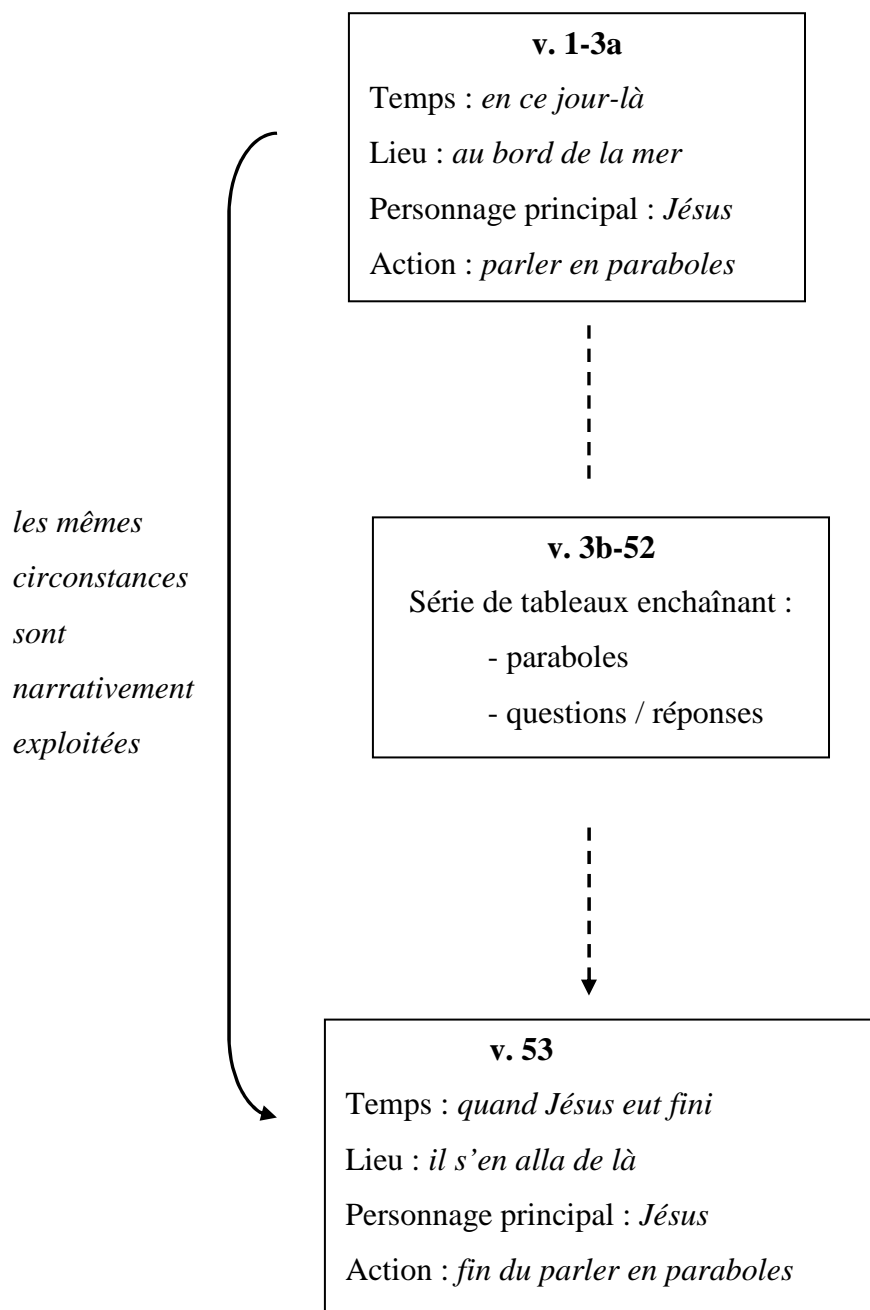 v. 1-3a
Temps : en ce jour-là
Lieu : au bord de la mer
Personnage principal : Jésus
Action : parler en paraboles
les mêmes
circonstances
sont
narrativement
exploitées
v. 3b-52
Série de tableaux enchaînant :
- paraboles
- questions / réponses
v. 53
Temps : quand Jésus eut fini
Lieu : il s’en alla de là
Personnage principal : Jésus
Action : fin du parler en paraboles